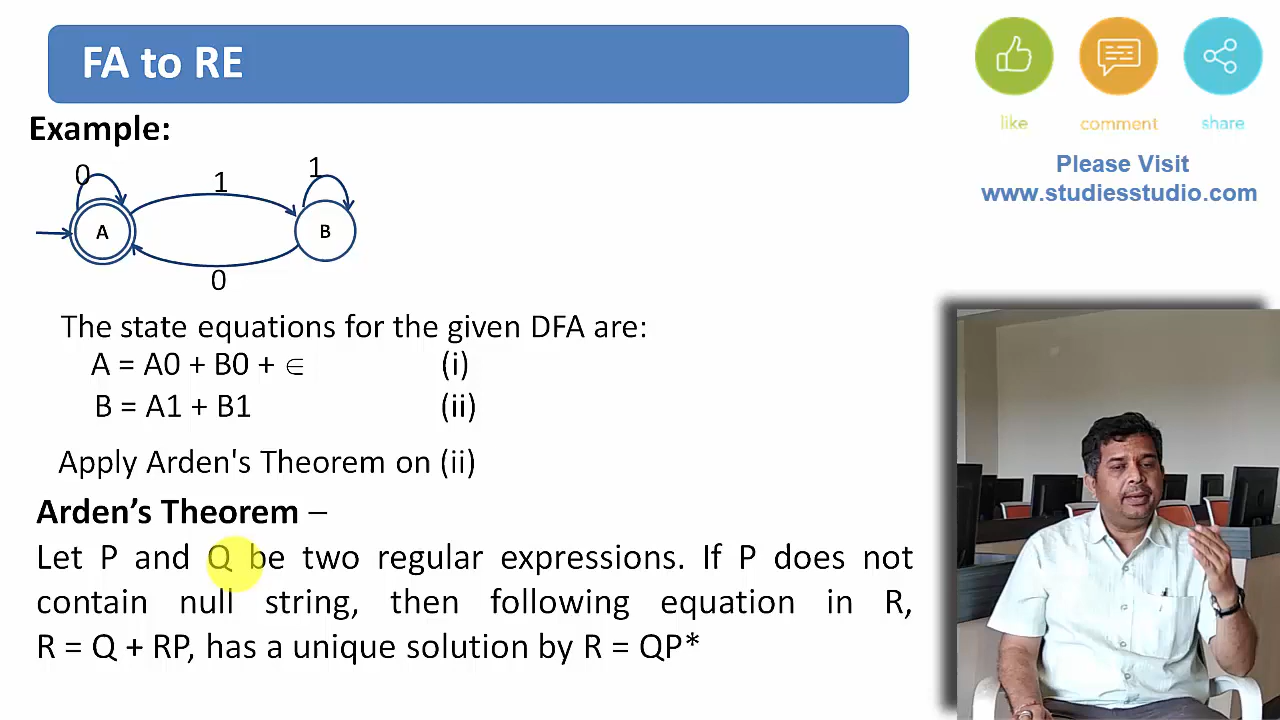 FA to RE
like
comment
share
Please Visit
www.studiesstudio.com
Example:
0
1
1
A
B
0
The state equations for the given DFA are:
A = A0 + B0 + ∈ (i)
B = A1 + B1 (ii)
Apply Arden's Theorem on (ii)
Arden’s Theorem –
Let P and Q be two regular expressions. If P does not
contain null string, then following equation in R,
R = Q + RP, has a unique solution by R = QP*